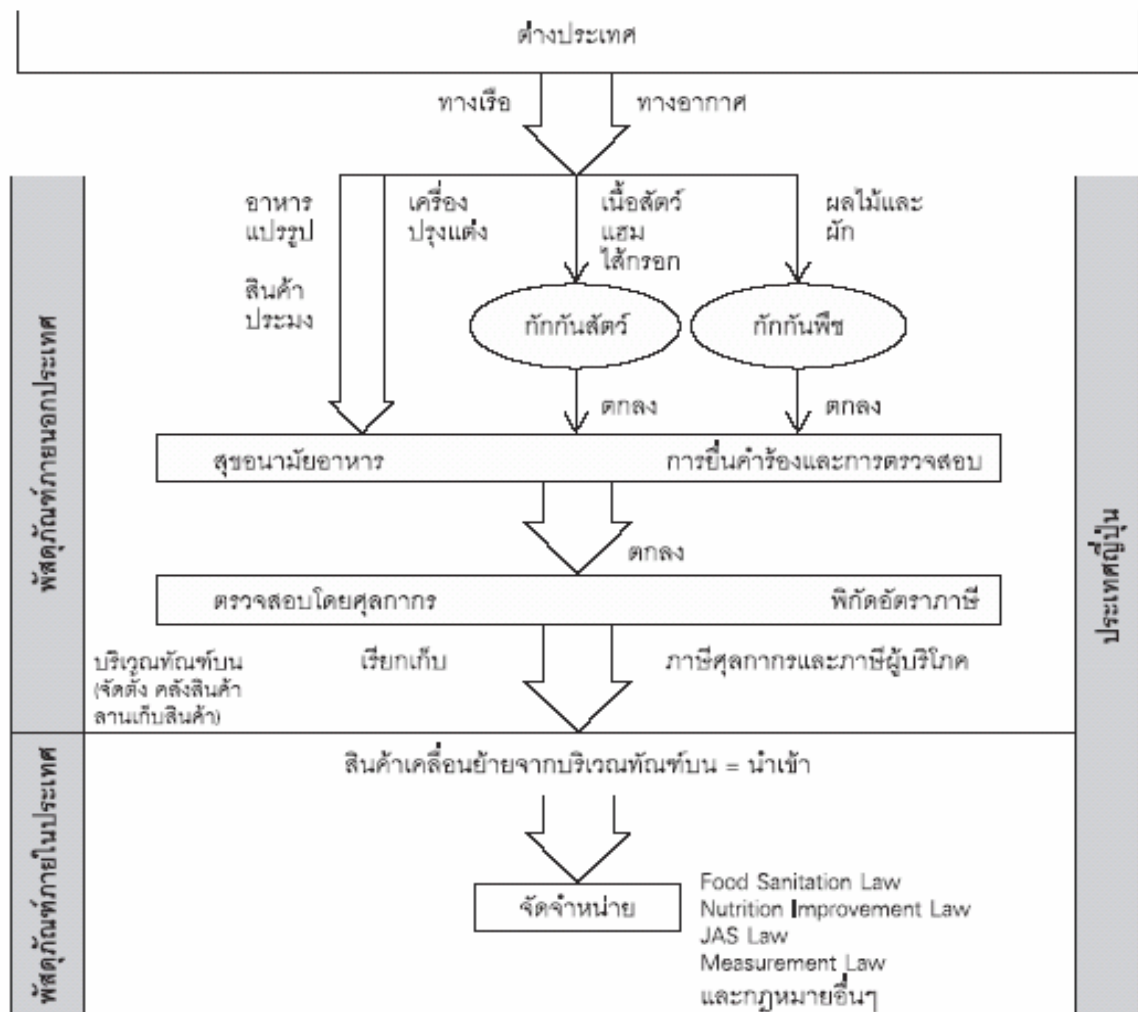 ต่างประเทศ
ทางเรือ
ทางอากาศ
อาหาร
แปรรูป
สินค้า
ประมง
เครื่อง
ปรุงแต่ง
เนื้อสัตว์
แฮม
ไส้กรอก
ผลไม้และ
ผัก
กักกันสัตว์
กักกันพืช
ตกลง
ตกลง
สุขอนามัยอาหาร
การยื่นคำร้องและการตรวจสอบ
ตกลง
ตรวจสอบโดยศุลกากร
พิกัดอัตราภาษี
บริเวณทัณฑ์บน
(จัดตั้ง คลังสินค้า
ลานเก็บสินค้า)
เรียกเก็บ
ภาษีศุลกากรและภาษีผู้บริโภค
พัสดุภัณฑ์ภายนอกประเทศ
ประเทศญี่ปุ่น
สินค้าเคลื่อนย้ายจากบริเวณทัณฑ์บน = นำเข้า
จัดจำหน่าย
Food Sanitation Law
Nutrition Improvement Law
JAS Law
Measurement Law
และกฎหมายอื่นๆ
พัสดุภัณฑ์ภายในประเทศ